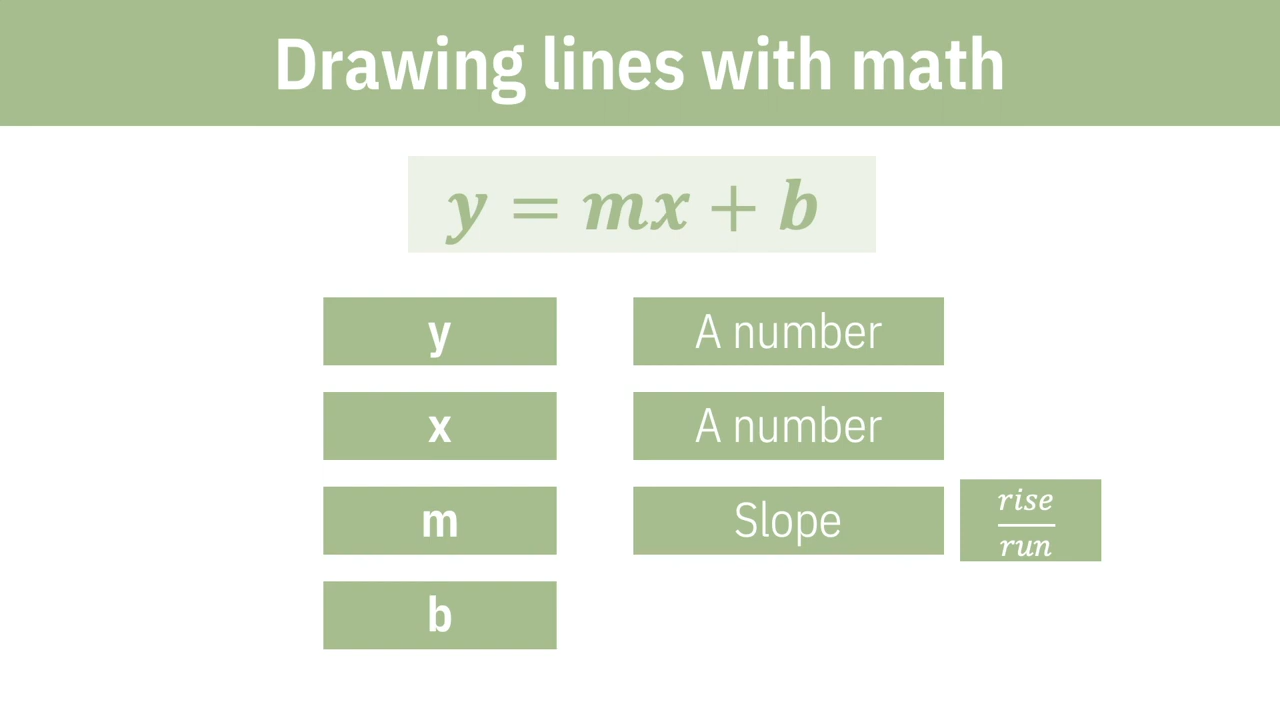 Drawing lines with math
y = mx + b
y A number
x A number
m Slope rise/run
b